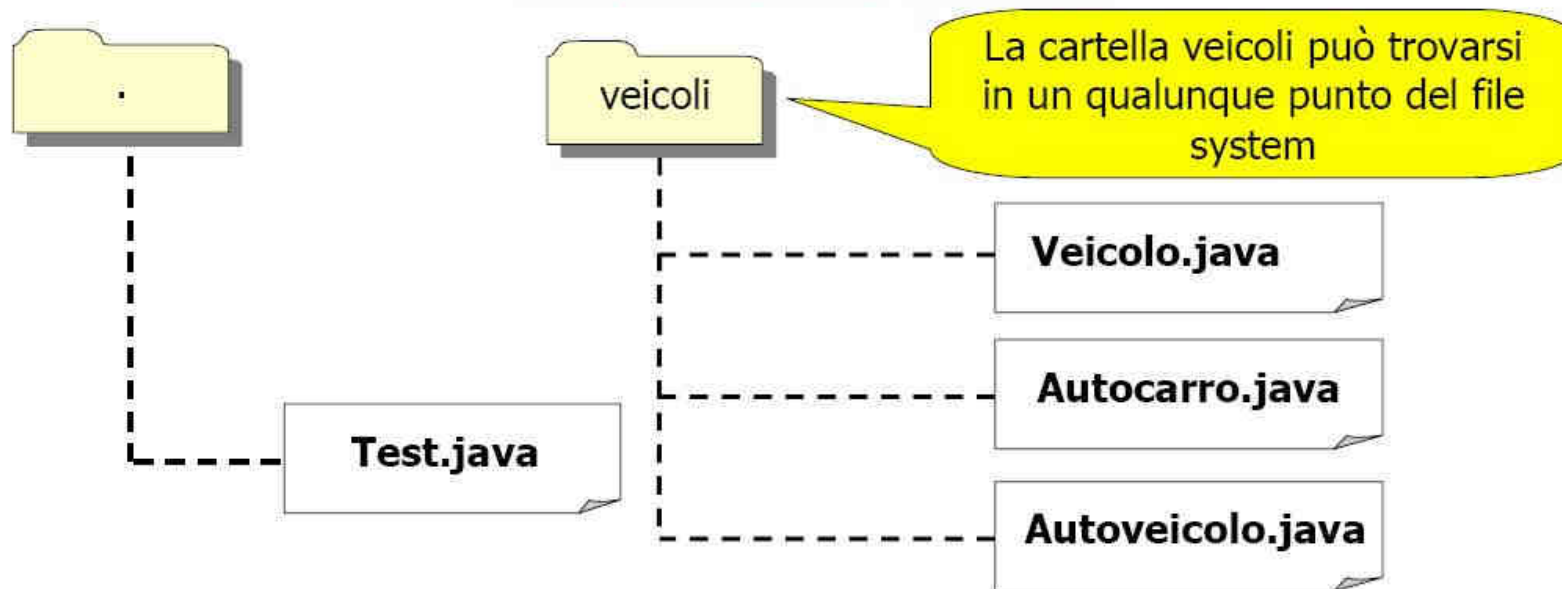 .
veicoli
La cartella veicoli può trovarsi
in un qualunque punto del file
system
Veicolo.java
Autocarro.java
Test.java
Autoveicolo.java